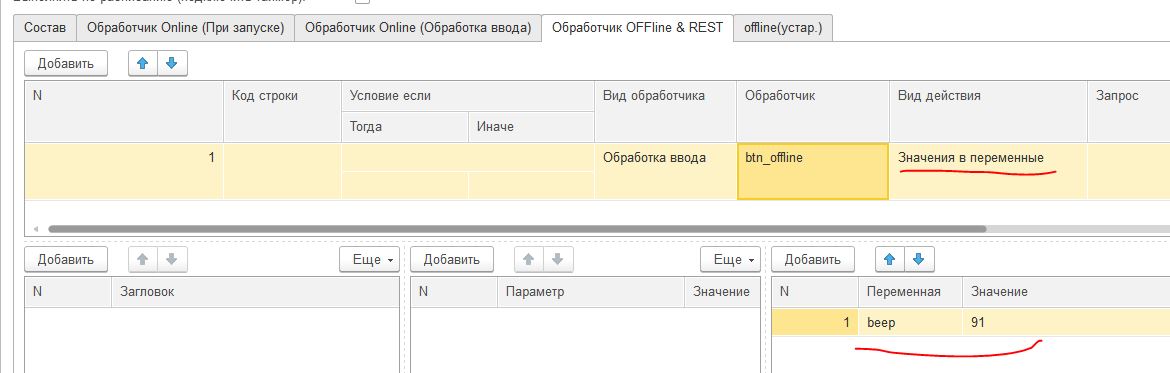 Состав Обработчик Online (При запуске) Обработчик Online (Обработка ввода) Обработчик OFFline & REST offline(устар.)
Добавить
N Код строки Условие если Вид обработчика Обработчик Вид действия Запрос
Тогда Иначе
1 Обработка ввода btn_offline Значения в переменные
Добавить Еще Добавить Еще Добавить
N Загловок N Параметр Значение N Переменная Значение
1 beep 91